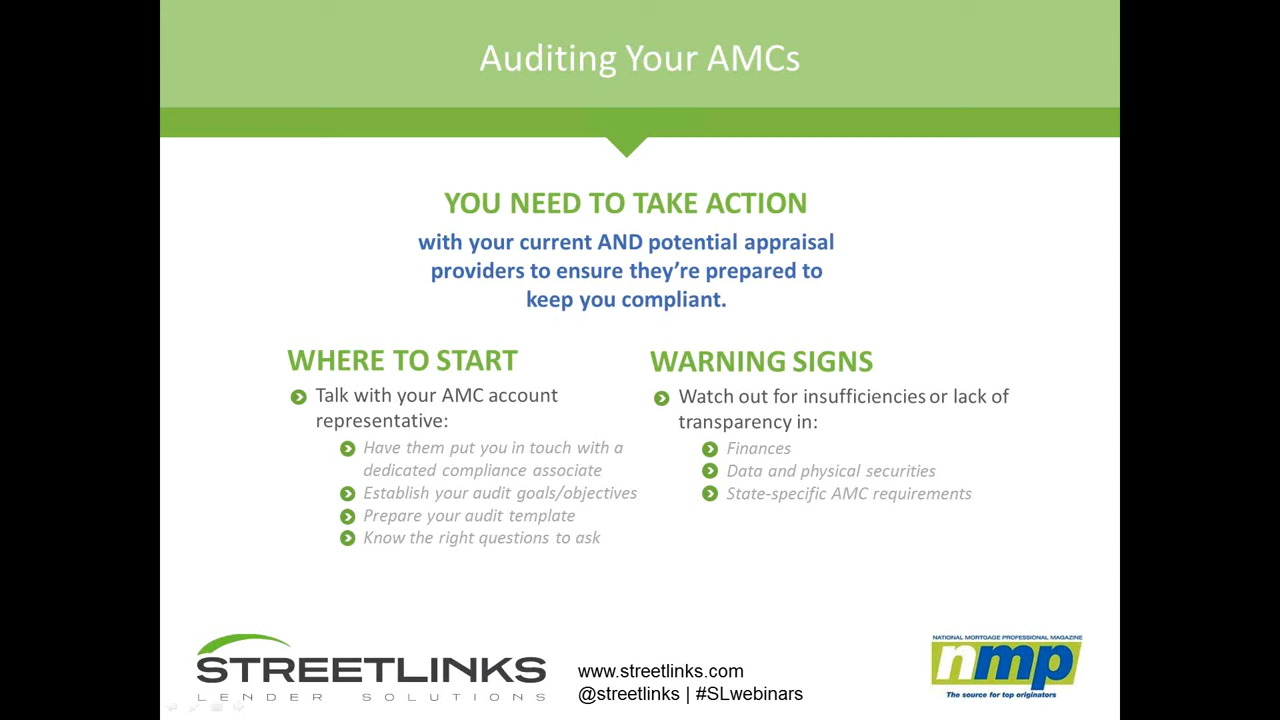 Auditing Your AMCs
YOU NEED TO TAKE ACTION
with your current AND potential appraisal
providers to ensure they’re prepared to
keep you compliant.
WHERE TO START
Talk with your AMC account
representative:
Have them put you in touch with a
dedicated compliance associate
Establish your audit goals/objectives
Prepare your audit template
Know the right questions to ask
WARNING SIGNS
Watch out for insufficiencies or lack of
transparency in:
Finances
Data and physical securities
State-specific AMC requirements
STREETLINKS
LENDER SOLUTIONS
www.streetlinks.com
@streetlinks | #SLwebinars
NATIONAL MORTGAGE PROFESSIONAL MAGAZINE
nmp
The source for top originators